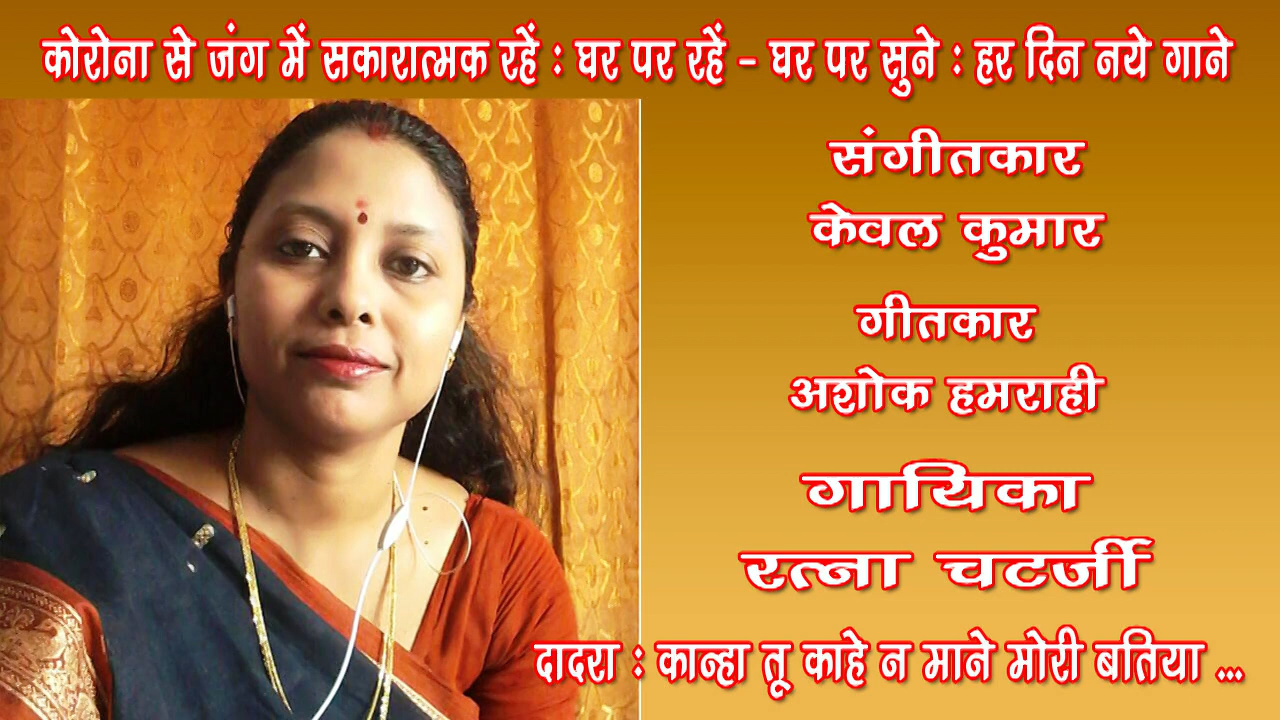 कोरोना से जंग में सकारात्मक रहें : घर पर रहें - घर पर सुने : हर दिन नये गाने
संगीतकार
केवल कुमार
गीतकार
अशोक हमराही
गायिका
रत्ना चटर्जी
दादरा : कान्हा तू काहे न माने मोरी बतिया ...